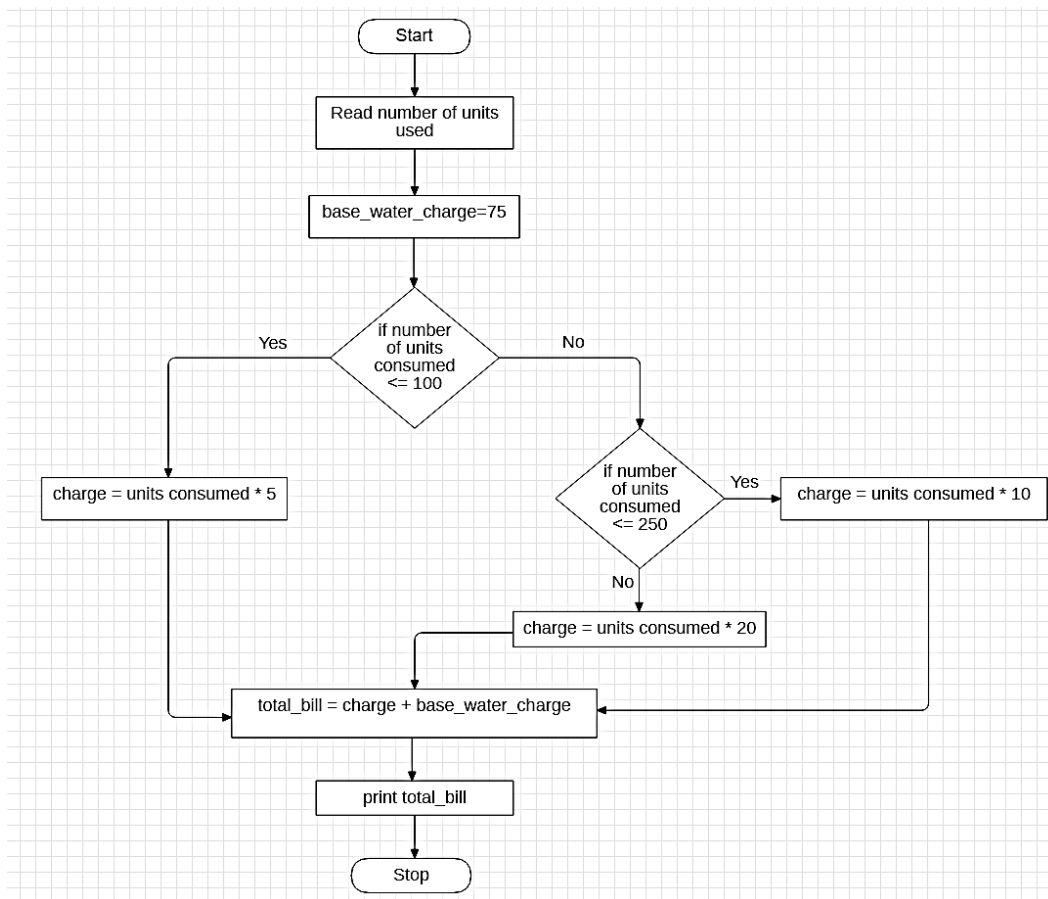 Start
Read number of units
used
base_water_charge=75
if number
of units
consumed
<= 100
Yes
No
charge = units consumed * 5
if number
of units
consumed
<= 250
Yes
charge = units consumed * 10
No
charge = units consumed * 20
total_bill = charge + base_water_charge
print total_bill
Stop